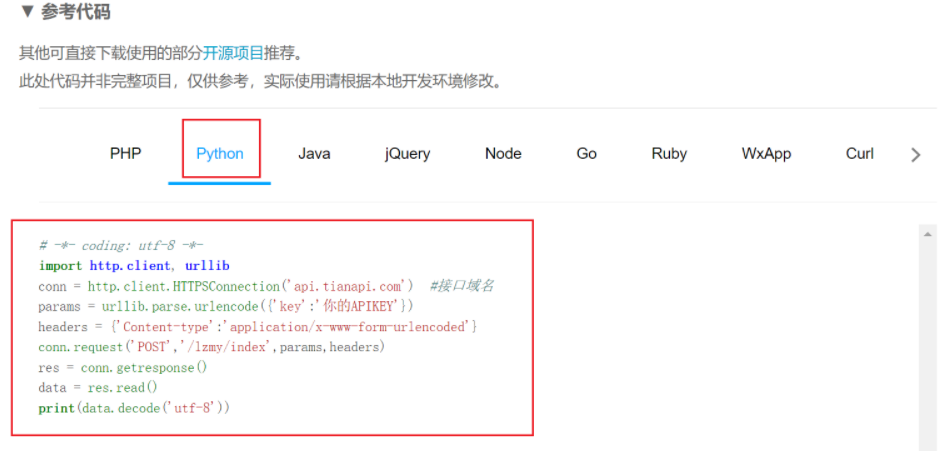 ▼ 参考代码
其他可直接下载使用的部分开源项目推荐。
此处代码并非完整项目，仅供参考，实际使用请根据本地开发环境修改。
PHP Python Java jQuery Node Go Ruby WxApp Curl >
# -*- coding: utf-8 -*-
import http.client, urllib
conn = http.client.HTTPSConnection('api.tianapi.com')  #接口域名
params = urllib.parse.urlencode({'key':'你的APIKEY'})
headers = {'Content-type':'application/x-www-form-urlencoded'}
conn.request('POST','/lzmy/index',params,headers)
res = conn.getresponse()
data = res.read()
print(data.decode('utf-8'))